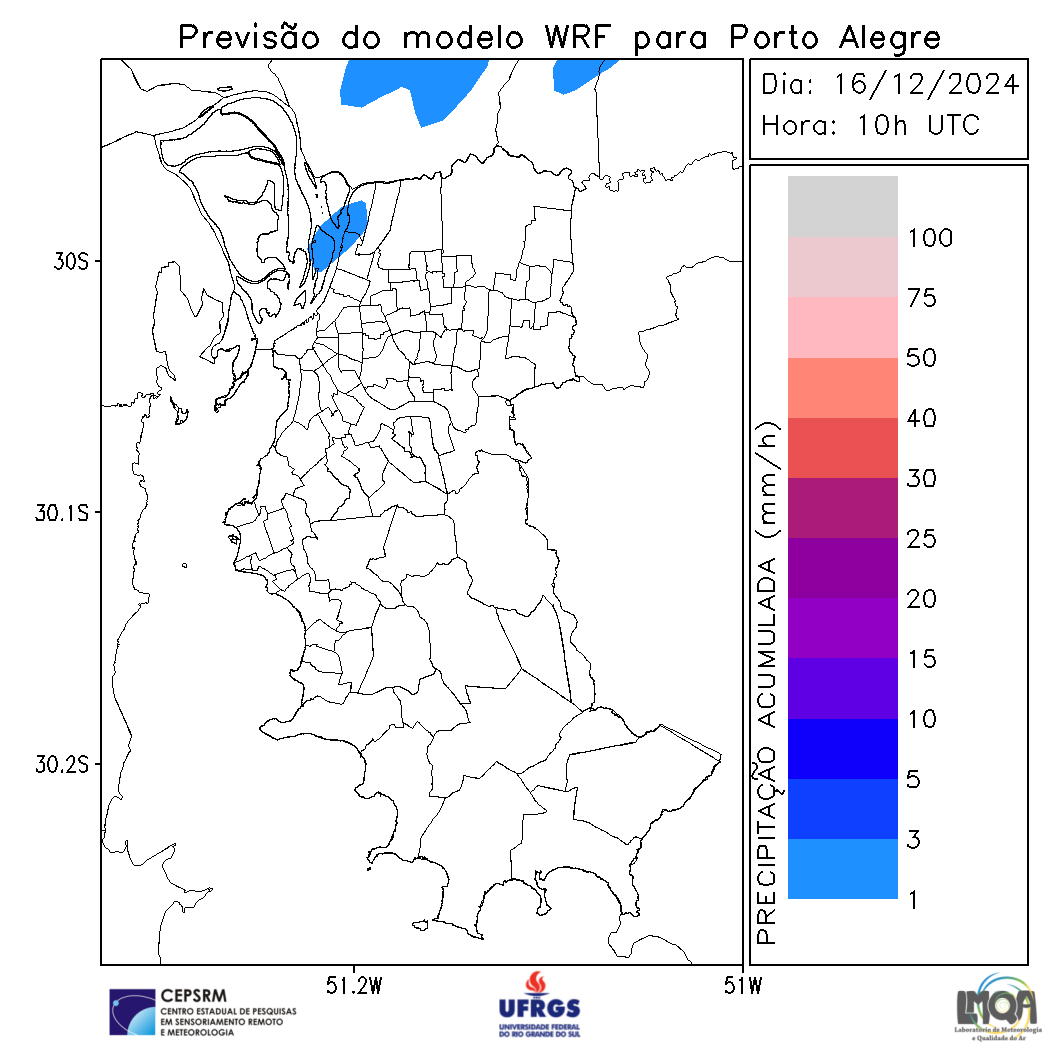 Previsão do modelo WRF para Porto Alegre
Dia: 16/12/2024
Hora: 10h UTC
100
75
50
40
30
25
20
15
10
5
3
1
PRECIPITAÇÃO ACUMULADA (mm/h)
30S
30.1S
30.2S
51.2W
51W
CEPSRM
CENTRO ESTADUAL DE PESQUISAS
EM SENSORIAMENTO REMOTO
E METEOROLOGIA
UFRGS
UNIVERSIDADE FEDERAL
DO RIO GRANDE DO SUL
LMQA
Laboratório de Meteorologia
e Qualidade do Ar